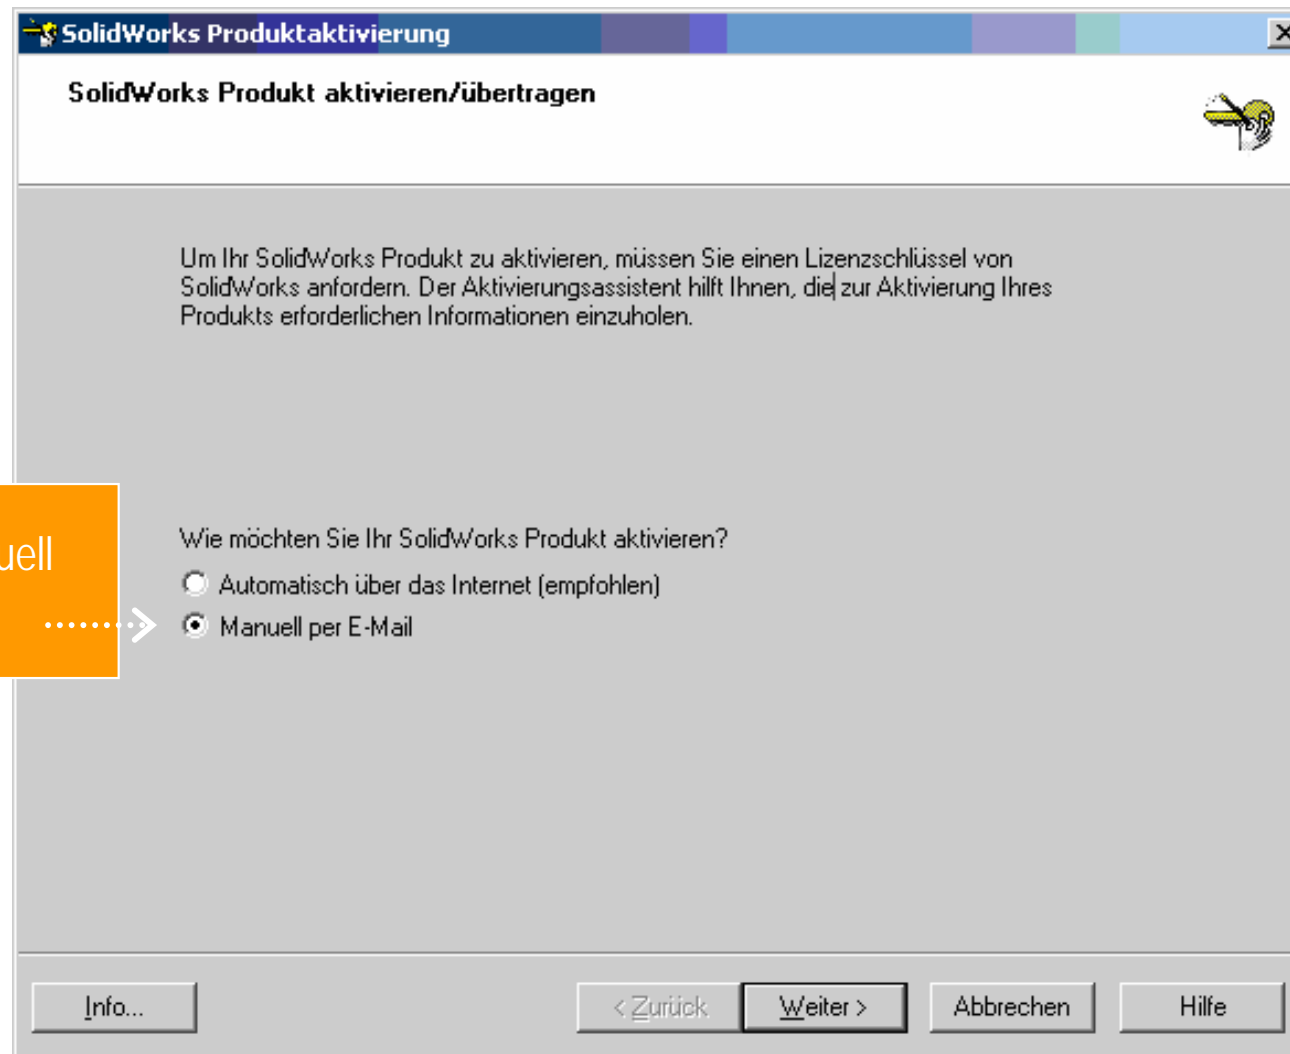 SolidWorks Produktaktivierung
SolidWorks Produkt aktivieren/übertragen
Um Ihr SolidWorks Produkt zu aktivieren, müssen Sie einen Lizenzschlüssel von
SolidWorks anfordern. Der Aktivierungsassistent hilft Ihnen, die zur Aktivierung Ihres
Produkts erforderlichen Informationen einzuholen.
uell
Wie möchten Sie Ihr SolidWorks Produkt aktivieren?
Automatisch über das Internet (empfohlen)
Manuell per E-Mail
Info...
< Zurück
Weiter >
Abbrechen
Hilfe